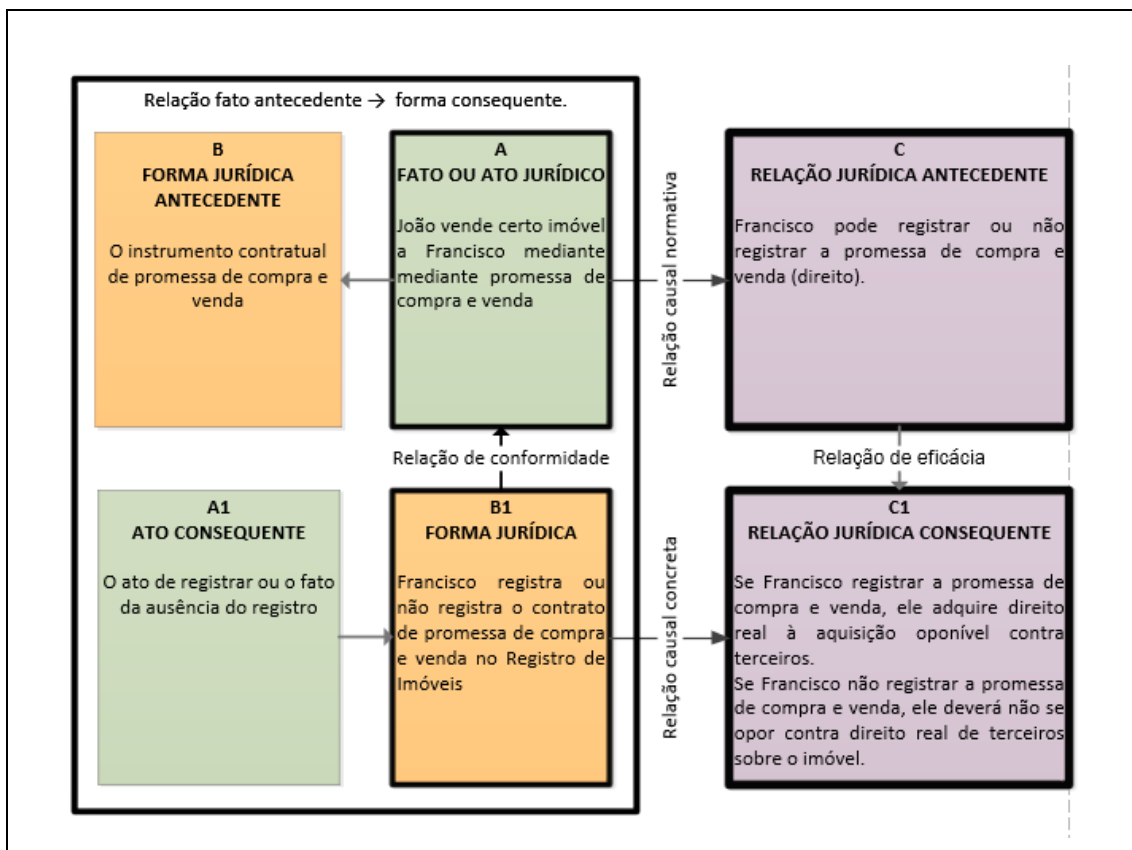 Relação fato antecedente → forma consequente.
B
FORMA JURÍDICA
ANTECEDENTE
O instrumento contratual
de promessa de compra e
venda
A
FATO OU ATO JURÍDICO
João vende certo imóvel
a Francisco mediante
mediante promessa de
compra e venda
Relação causal normativa
C
RELAÇÃO JURÍDICA ANTECEDENTE
Francisco pode registrar ou não
registrar a promessa de compra e
venda (direito).
Relação de conformidade
Relação de eficácia
A1
ATO CONSEQUENTE
O ato de registrar ou o fato
da ausência do registro
B1
FORMA JURÍDICA
Francisco registra ou
não registra o contrato
de promessa de compra
e venda no Registro de
Imóveis
Relação causal concreta
C1
RELAÇÃO JURÍDICA CONSEQUENTE
Se Francisco registrar a promessa de
compra e venda, ele adquire direito
real à aquisição oponível contra
terceiros.
Se Francisco não registrar a promessa
de compra e venda, ele deverá não se
opor contra direito real de terceiros
sobre o imóvel.